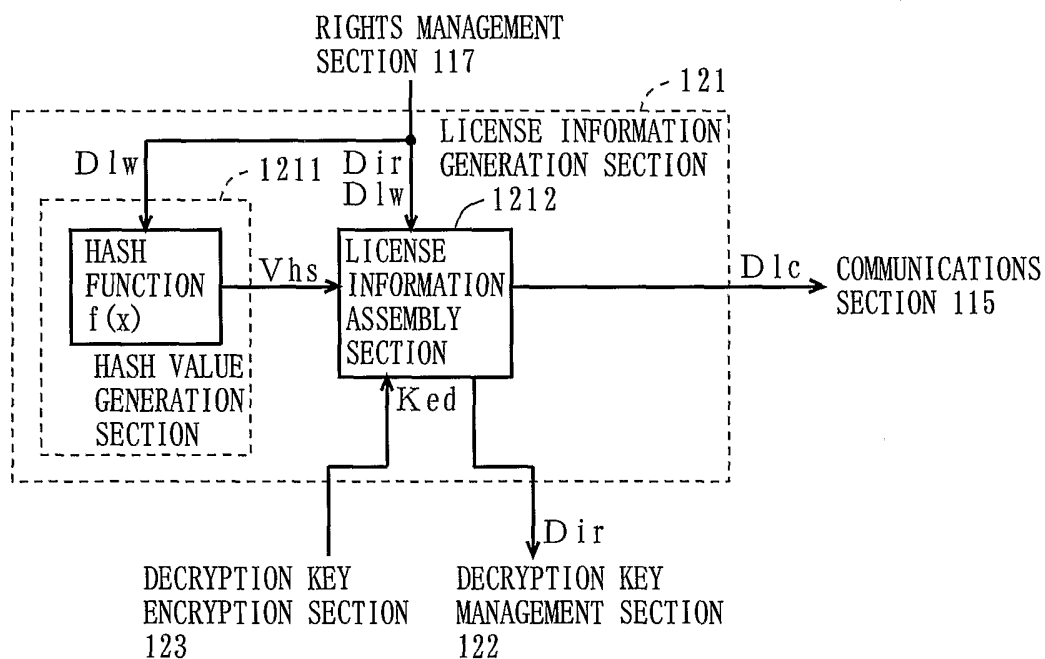 RIGHTS MANAGEMENT
SECTION 117
121
LICENSE INFORMATION
GENERATION SECTION
Dlw
1211
Dir
Dlw
1212
HASH
FUNCTION
f(x)
Vhs
LICENSE
INFORMATION
ASSEMBLY
SECTION
Dlc
COMMUNICATIONS
SECTION 115
HASH VALUE
GENERATION
SECTION
Ked
Dir
DECRYPTION KEY
ENCRYPTION SECTION
123
DECRYPTION KEY
MANAGEMENT SECTION
122